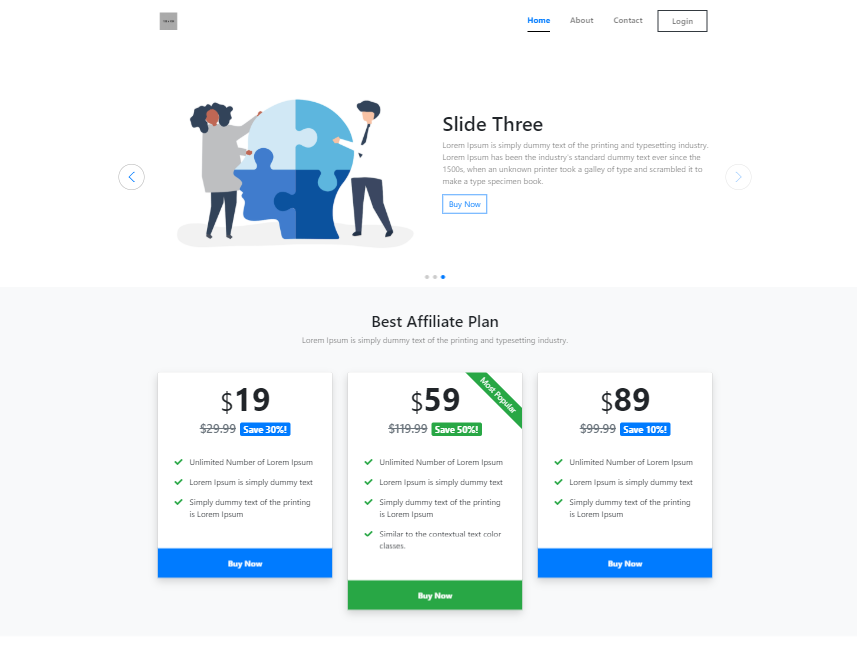 Home About Contact Login
Slide Three
Lorem Ipsum is simply dummy text of the printing and typesetting industry.
Lorem Ipsum has been the industry's standard dummy text ever since the
1500s, when an unknown printer took a galley of type and scrambled it to
make a type specimen book.
Buy Now
Best Affiliate Plan
Lorem Ipsum is simply dummy text of the printing and typesetting industry.
$19
$29.99 Save 30%!
Unlimited Number of Lorem Ipsum
Lorem Ipsum is simply dummy text
Simply dummy text of the printing
is Lorem Ipsum
Buy Now
Most Popular
$59
$119.99 Save 50%!
Unlimited Number of Lorem Ipsum
Lorem Ipsum is simply dummy text
Simply dummy text of the printing
is Lorem Ipsum
Similar to the contextual text color
classes.
Buy Now
$89
$99.99 Save 10%!
Unlimited Number of Lorem Ipsum
Lorem Ipsum is simply dummy text
Simply dummy text of the printing
is Lorem Ipsum
Buy Now